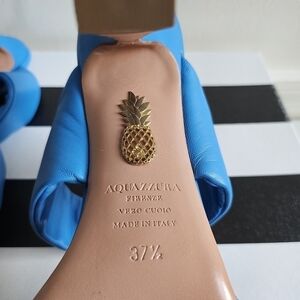 AQUAZZURA
FIRENZE
VERO CUOIO
MADE IN ITALY
37½